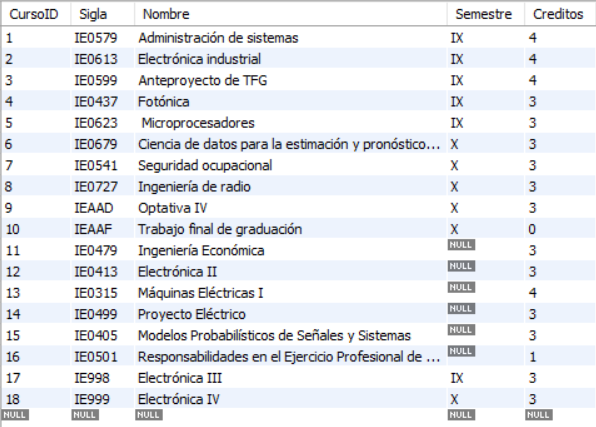 CursoID Sigla Nombre Semestre Creditos
1 IE0579 Administración de sistemas IX 4
2 IE0613 Electrónica industrial IX 4
3 IE0599 Anteproyecto de TFG IX 4
4 IE0437 Fotónica IX 3
5 IE0623 Microprocesadores IX 3
6 IE0679 Ciencia de datos para la estimación y pronóstico... X 3
7 IE0541 Seguridad ocupacional X 3
8 IE0727 Ingeniería de radio X 3
9 IEAAD Optativa IV X 3
10 IEAAF Trabajo final de graduación X 0
11 IE0479 Ingeniería Económica NULL 3
12 IE0413 Electrónica II NULL 3
13 IE0315 Máquinas Eléctricas I NULL 4
14 IE0499 Proyecto Eléctrico NULL 3
15 IE0405 Modelos Probabilísticos de Señales y Sistemas NULL 3
16 IE0501 Responsabilidades en el Ejercicio Profesional de ... NULL 1
17 IE998 Electrónica III IX 3
18 IE999 Electrónica IV X 3
NULL NULL NULL NULL NULL